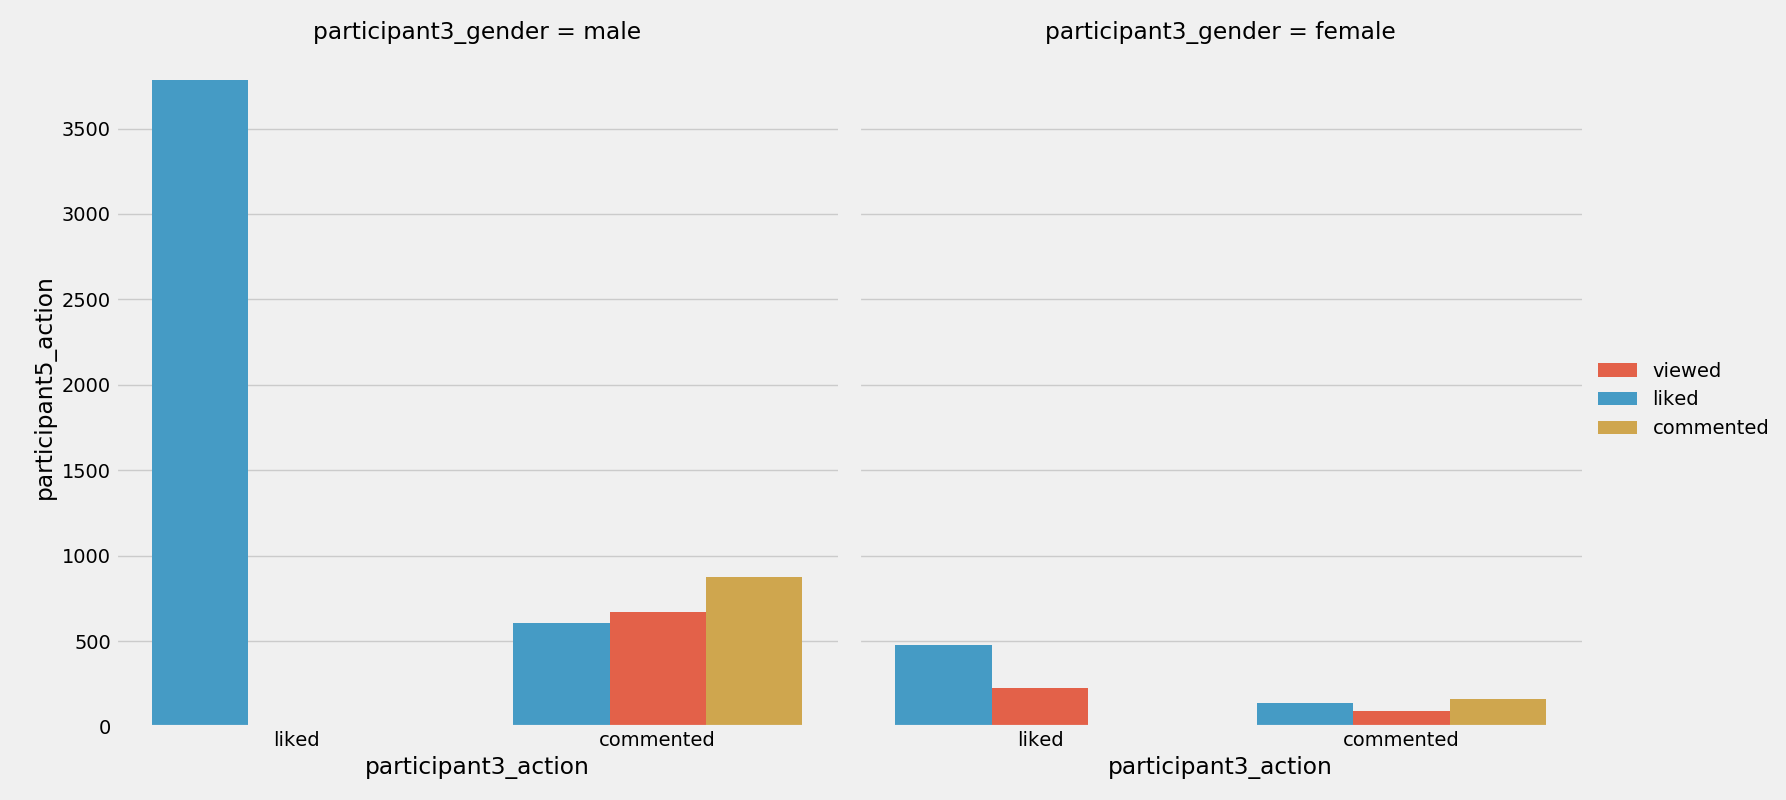 participant3_gender = male
participant3_gender = female
participant5_action
3500
3000
2500
2000
1500
1000
500
0
liked
commented
liked
commented
participant3_action
participant3_action
viewed
liked
commented